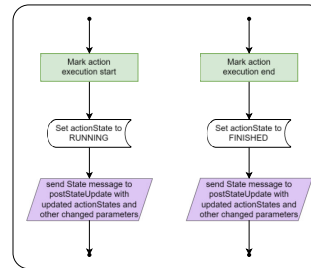 Mark action
execution start
Set actionState to
RUNNING
send State message to
postStateUpdate with
updated actionStates and
other changed parameters
Mark action
execution end
Set actionState to
FINISHED
send State message to
postStateUpdate with
updated actionStates and
other changed parameters